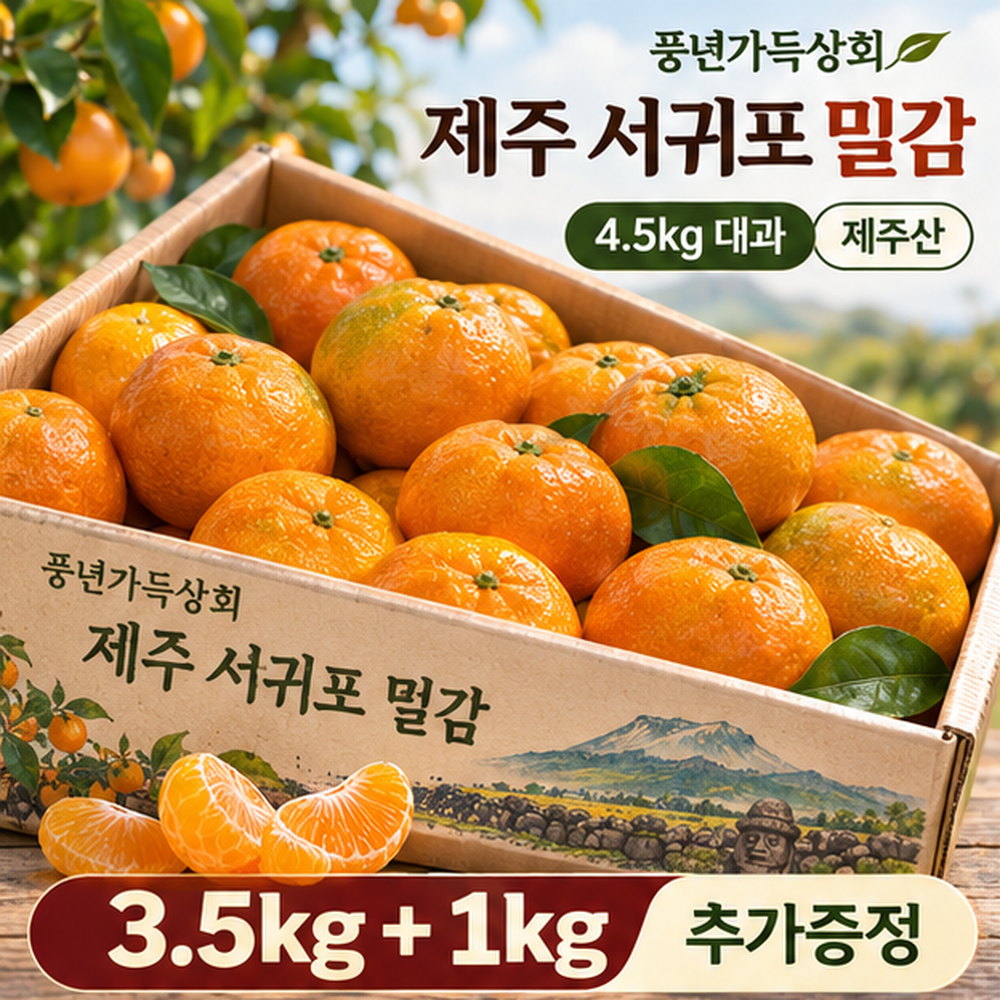 풍년가득상회
제주 서귀포 밀감
4.5kg 대과
제주산
풍년가득상회
제주 서귀포 멀감
3.5kg + 1kg
추가증정